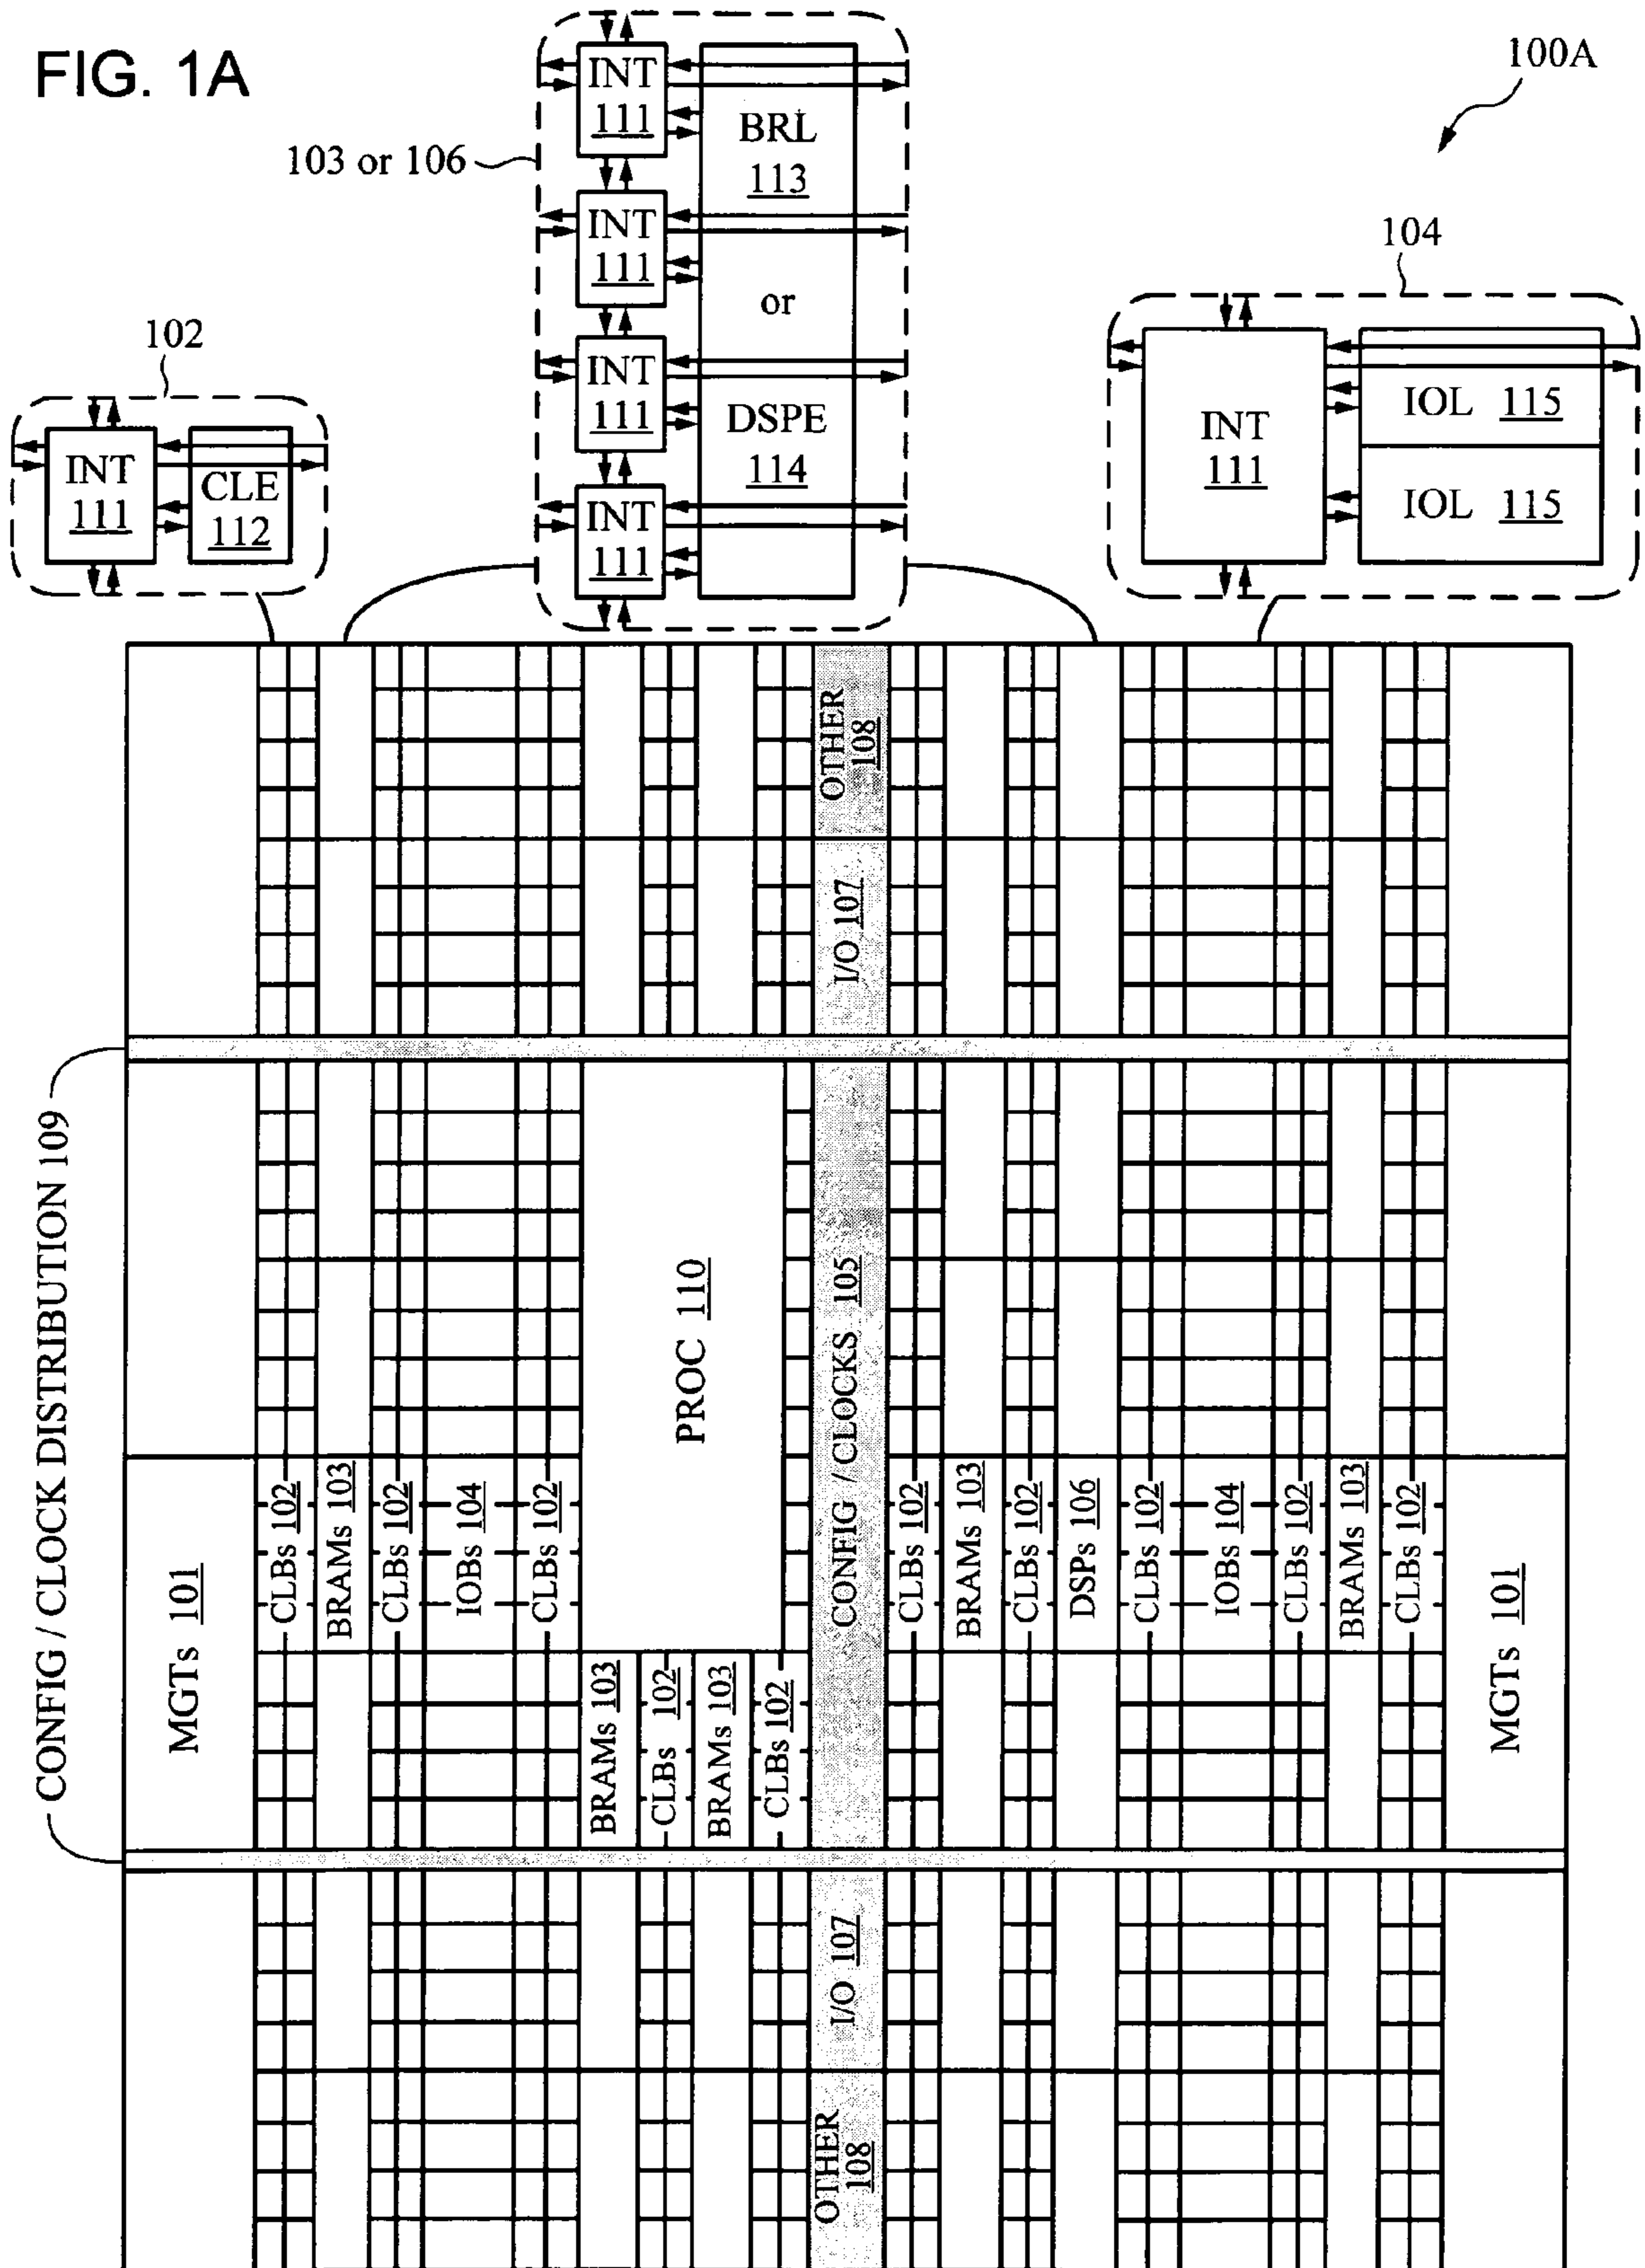 FIG. 1A
100A
103 or 106
INT
111
INT
111
INT
111
INT
111
BRL
113
or
DSPE
114
104
INT
111
IOL 115
IOL 115
102
INT
111
CLE
112
OTHER
108
I/O 107
CONFIG / CLOCK DISTRIBUTION 109
PROC 110
CONFIG / CLOCKS 105
MGTs 101
CLBs 102
BRAMs 103
CLBs 102
IOBs 104
CLBs 102
BRAMs 103
CLBs 102
BRAMs 103
CLBs 102
CLBs 102
BRAMs 103
CLBs 102
DSPs 106
CLBs 102
IOBs 104
CLBs 102
BRAMs 103
CLBs 102
MGTs 101
I/O 107
OTHER
108